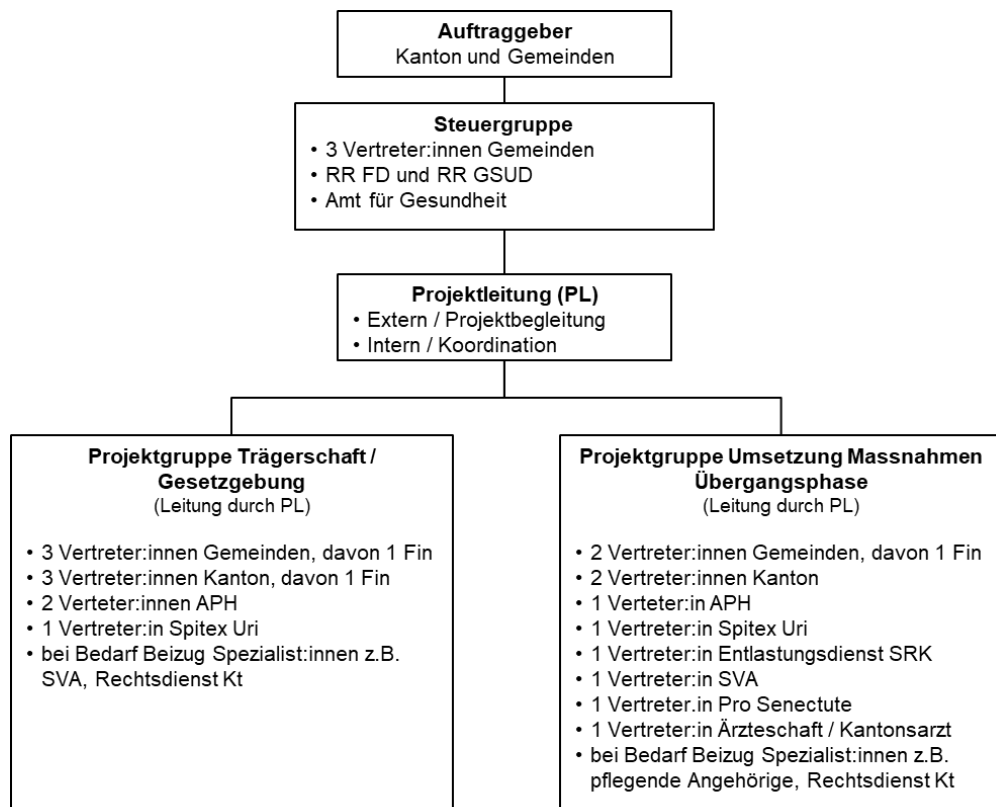 Auftraggeber
Kanton und Gemeinden
Steuergruppe
• 3 Vertreter:innen Gemeinden
• RR FD und RR GSUD
• Amt für Gesundheit
Projektleitung (PL)
• Extern / Projektbegleitung
• Intern / Koordination
Projektgruppe Trägerschaft /
Gesetzgebung
(Leitung durch PL)
• 3 Vertreter:innen Gemeinden, davon 1 Fin
• 3 Vertreter:innen Kanton, davon 1 Fin
• 2 Verteter:innen APH
• 1 Vertreter:in Spitex Uri
• bei Bedarf Beizug Spezialist:innen z.B.
SVA, Rechtsdienst Kt
Projektgruppe Umsetzung Massnahmen
Übergangsphase
(Leitung durch PL)
• 2 Vertreter:innen Gemeinden, davon 1 Fin
• 2 Vertreter:innen Kanton
• 1 Verteter:in APH
• 1 Vertreter:in Spitex Uri
• 1 Vertreter:in Entlastungsdienst SRK
• 1 Vertreter:in SVA
• 1 Vertreter.in Pro Senectute
• 1 Vertreter:in Ärzteschaft / Kantonsarzt
• bei Bedarf Beizug Spezialist:innen z.B.
pflegende Angehörige, Rechtsdienst Kt